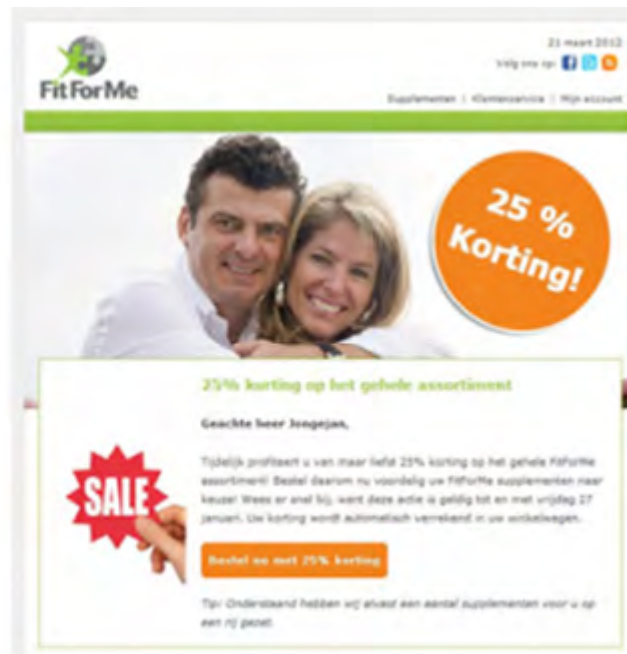 21 maart 2012
Volg ons op:
FitForMe
Supplementen | Klantenservice | Mijn account
25 %
Korting!
25% korting op het gehele assortiment
Geachte heer Jongejan,
Tijdelijk profiteert u van maar liefst 25% korting op het gehele FitForMe
assortiment! Bestel daarom nu voordelig uw FitForMe supplementen naar
keuze! Wees er snel bij, want deze actie is geldig tot en met vrijdag 27
januari. Uw korting wordt automatisch verrekend in uw winkelwagen.
SALE
Bestel nu met 25% korting
Tip! Onderstaand hebben wij alvast een aantal supplementen voor u op
een rij gezet.